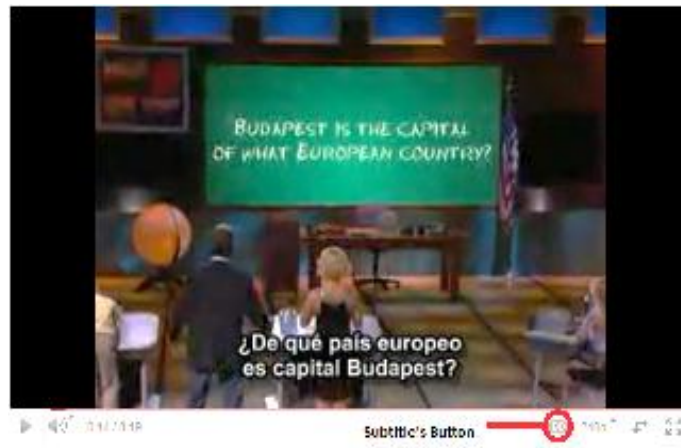 BUDAPEST IS THE CAPITAL
OF WHAT EUROPEAN COUNTRY?
¿De qué país europeo
es capital Budapest?
Subtitle's Button